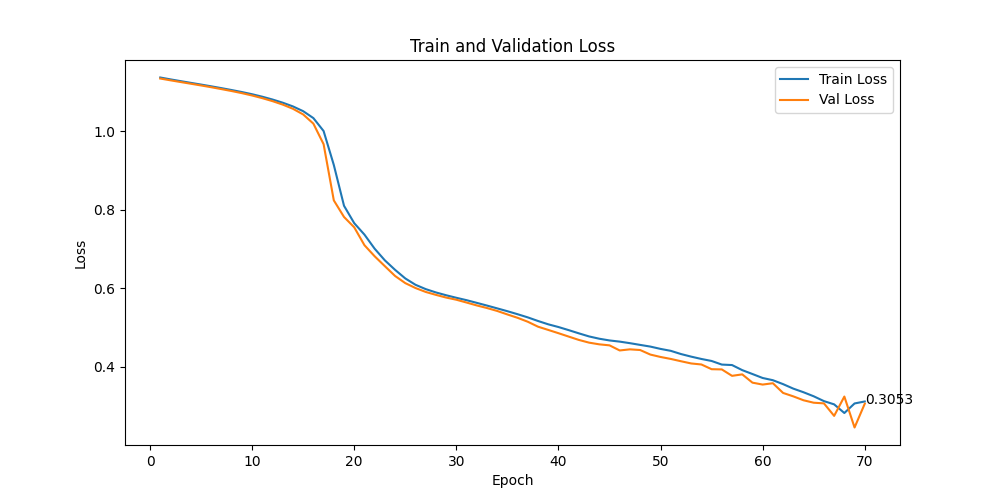 Train and Validation Loss
Train Loss
Val Loss
Loss
1.0
0.8
0.6
0.4
0.3053
0 10 20 30 40 50 60 70
Epoch